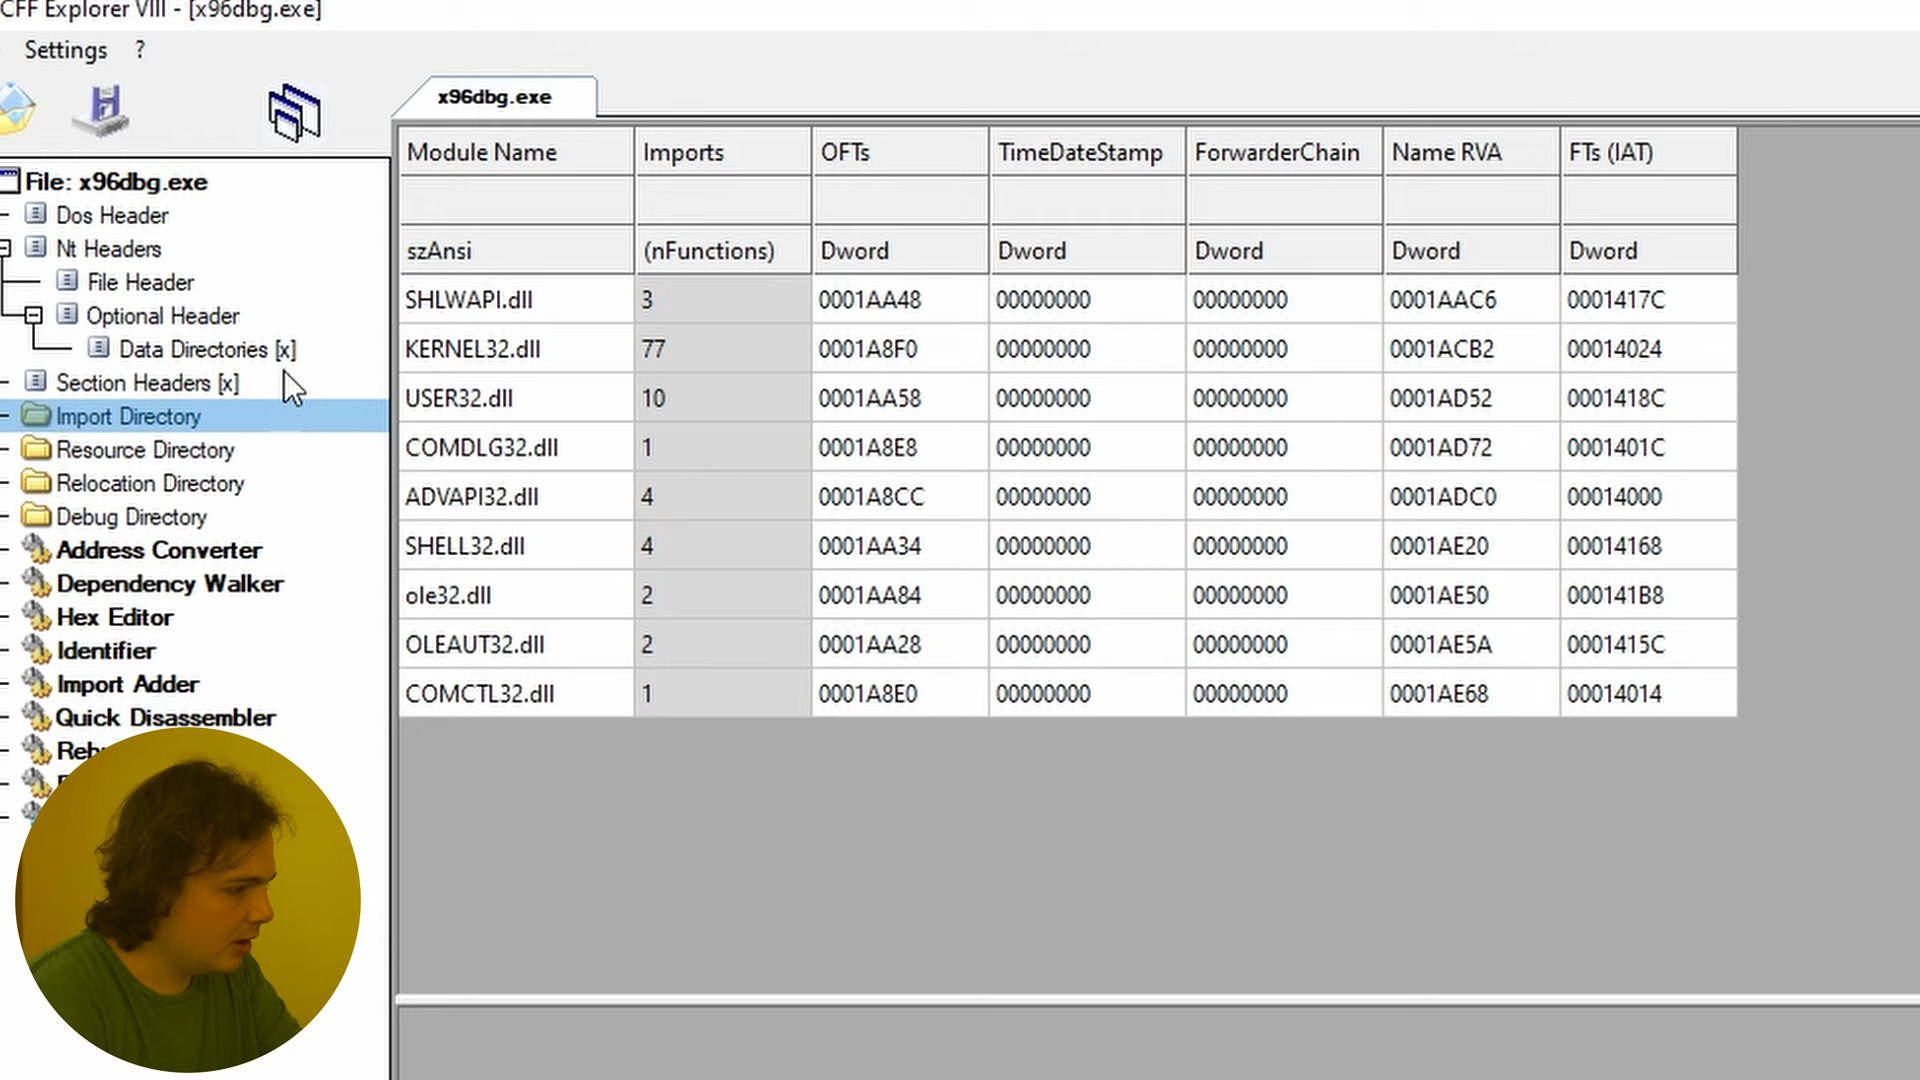 CFF Explorer VIII - [x96dbg.exe]
Settings ?
x96dbg.exe
File: x96dbg.exe
Dos Header
Nt Headers
File Header
Optional Header
Data Directories [x]
Section Headers [x]
Import Directory
Resource Directory
Relocation Directory
Debug Directory
Address Converter
Dependency Walker
Hex Editor
Identifier
Import Adder
Quick Disassembler
Module Name Imports OFTs TimeDateStamp ForwarderChain Name RVA FTs (IAT)
szAnsi (nFunctions) Dword Dword Dword Dword Dword
SHLWAPI.dll 3 0001AA48 00000000 00000000 0001AAC6 0001417C
KERNEL32.dll 77 0001A8F0 00000000 00000000 0001ACB2 00014024
USER32.dll 10 0001AA58 00000000 00000000 0001AD52 0001418C
COMDLG32.dll 1 0001A8E8 00000000 00000000 0001AD72 0001401C
ADVAPI32.dll 4 0001A8CC 00000000 00000000 0001ADC0 00014000
SHELL32.dll 4 0001AA34 00000000 00000000 0001AE20 00014168
ole32.dll 2 0001AA84 00000000 00000000 0001AE50 000141B8
OLEAUT32.dll 2 0001AA28 00000000 00000000 0001AE5A 0001415C
COMCTL32.dll 1 0001A8E0 00000000 00000000 0001AE68 00014014